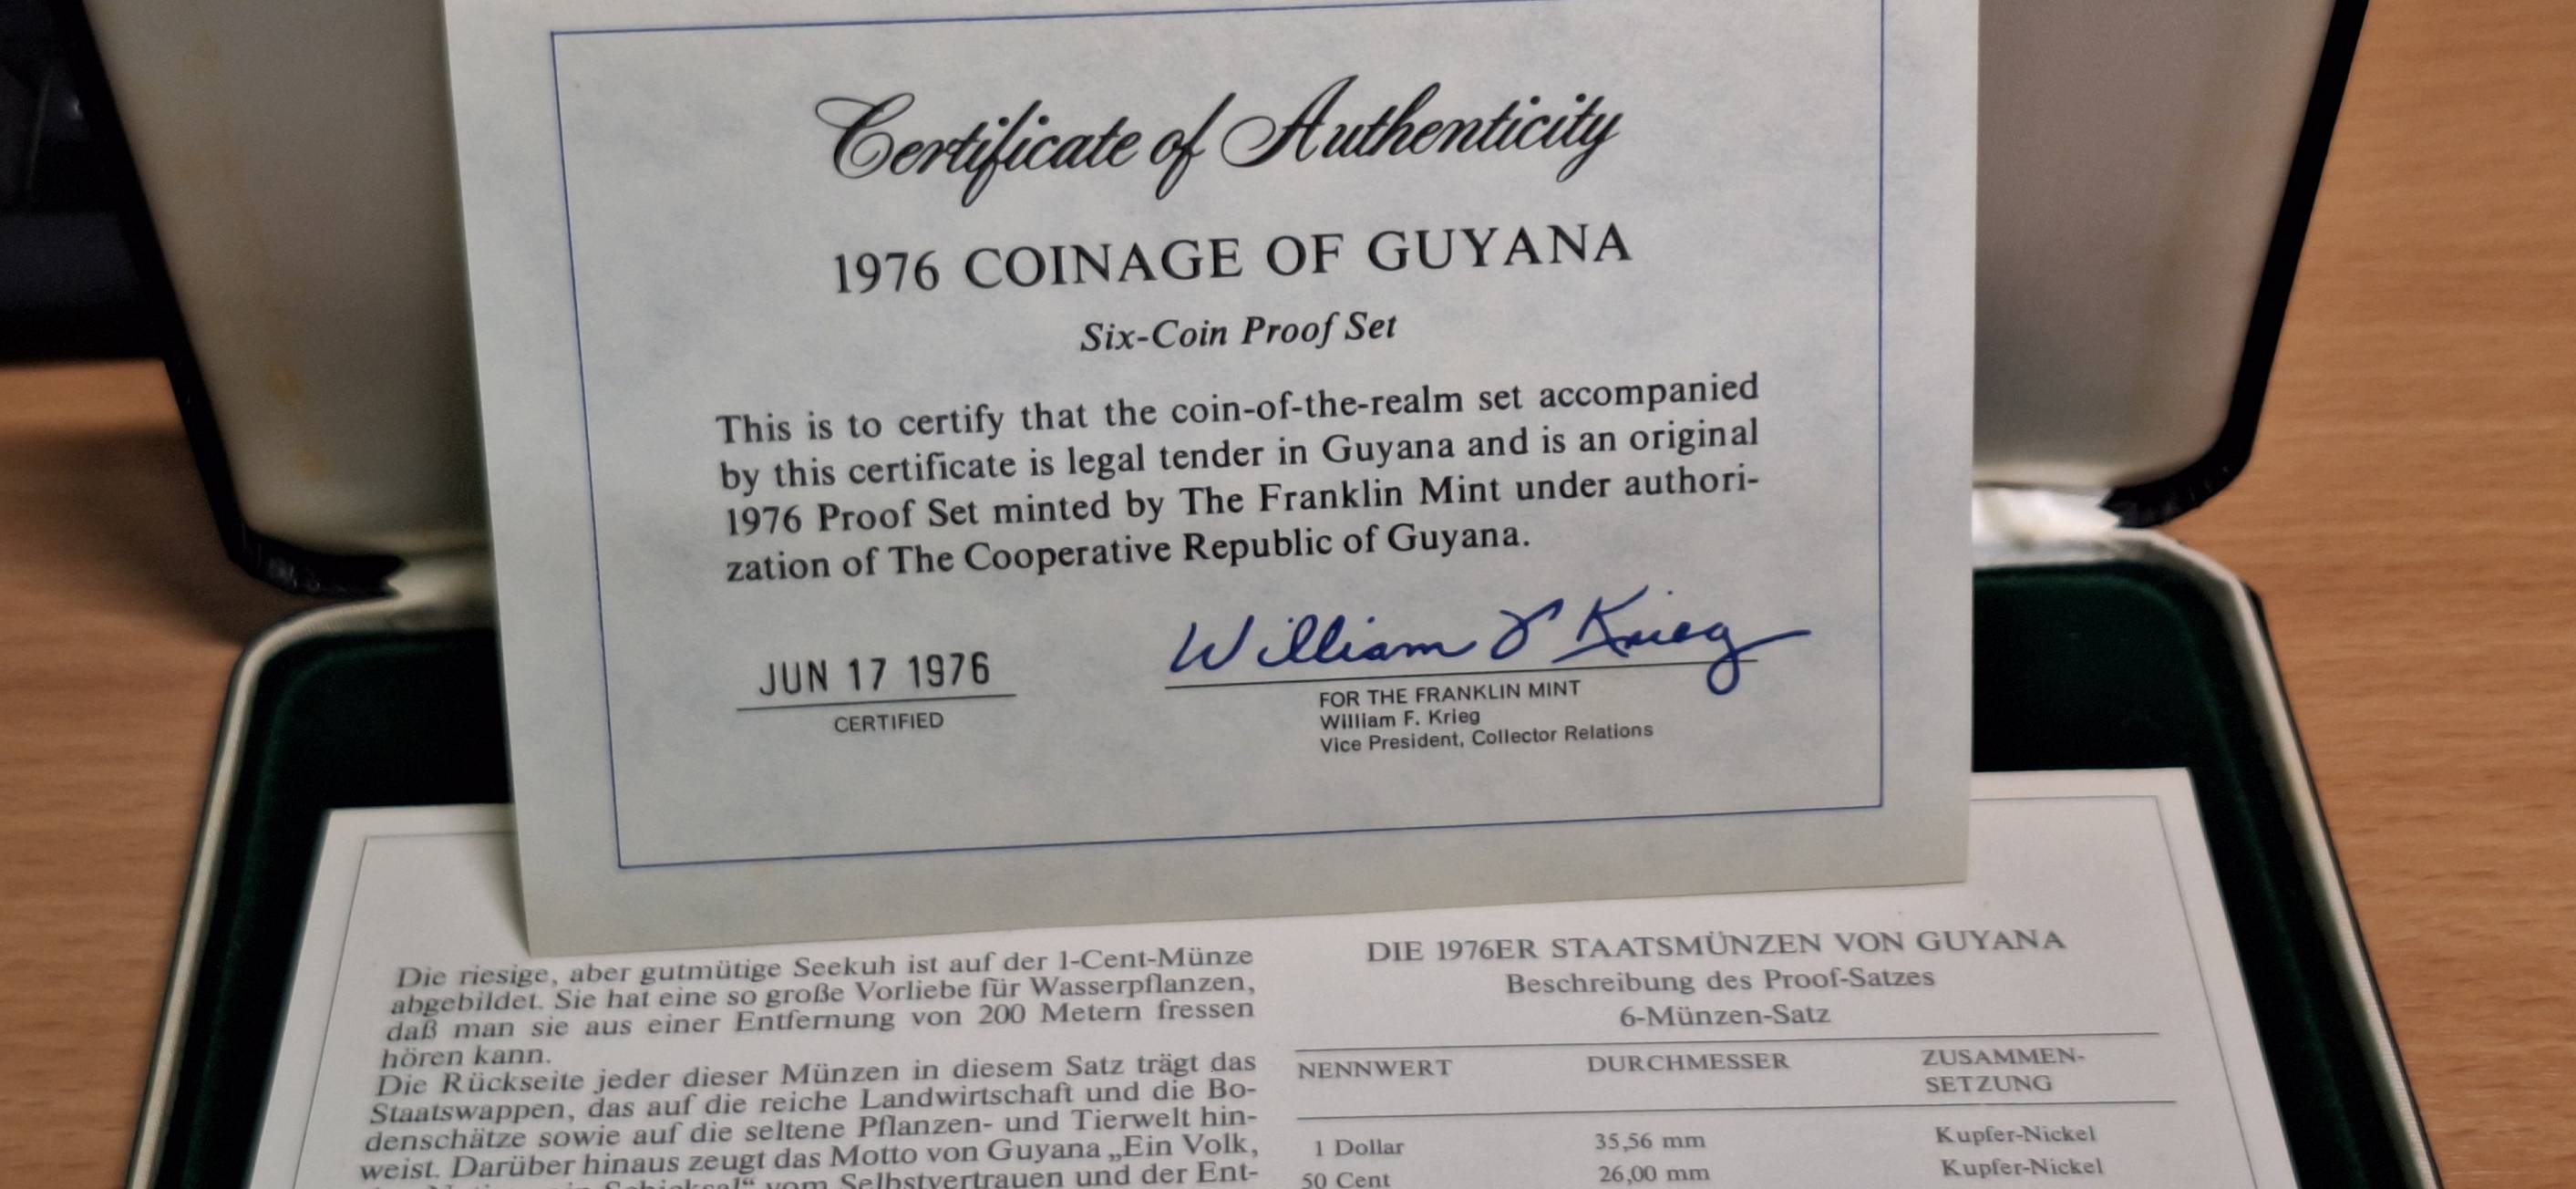 Certificate of Authenticity
1976 COINAGE OF GUYANA
Six-Coin Proof Set
This is to certify that the coin-of-the-realm set accompanied
by this certificate is legal tender in Guyana and is an original
1976 Proof Set minted by The Franklin Mint under authori-
zation of The Cooperative Republic of Guyana.
JUN 17 1976
CERTIFIED
William F Krieg
FOR THE FRANKLIN MINT
William F. Krieg
Vice President, Collector Relations
Die riesige, aber gutmütige Seekuh ist auf der 1-Cent-Münze
abgebildet. Sie hat eine so große Vorliebe für Wasserpflanzen,
daß man sie aus einer Entfernung von 200 Metern fressen
hören kann.
Die Rückseite jeder dieser Münzen in diesem Satz trägt das
Staatswappen, das auf die reiche Landwirtschaft und die Bo-
denschätze sowie auf die seltene Pflanzen- und Tierwelt hin-
weist. Darüber hinaus zeugt das Motto von Guyana „Ein Volk,
vom Selbstvertrauen und der Ent-
DIE 1976ER STAATSMÜNZEN VON GUYANA
Beschreibung des Proof-Satzes
6-Münzen-Satz
NENNWERT DURCHMESSER ZUSAMMEN-
SETZUNG
1 Dollar 35,56 mm Kupfer-Nickel
50 Cent 26,00 mm Kupfer-Nickel